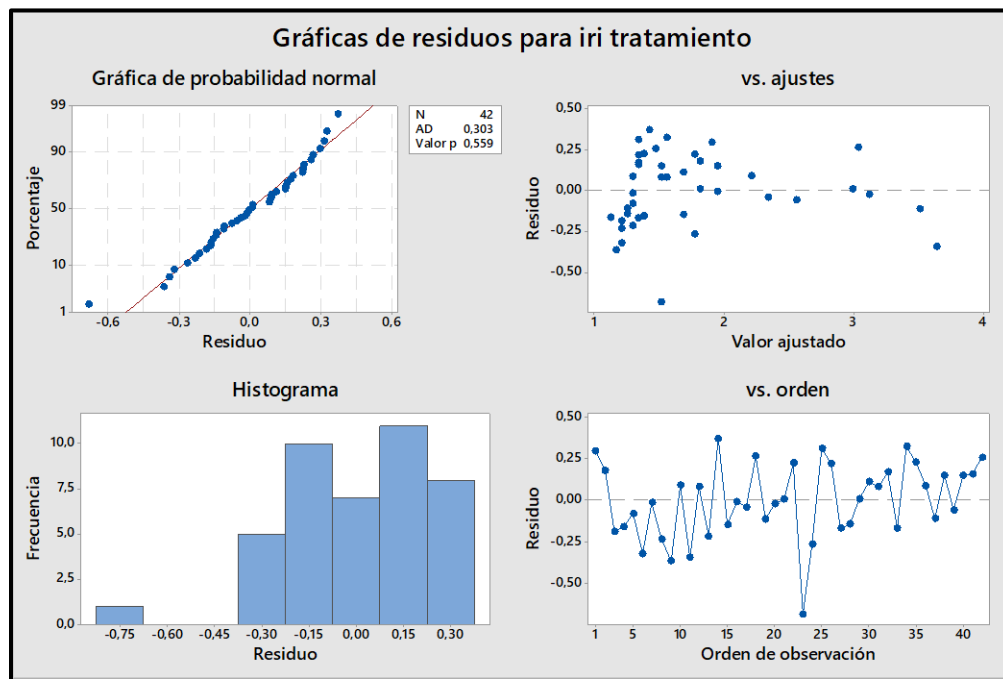 Gráficas de residuos para iri tratamiento
Gráfica de probabilidad normal
99
90
50
10
1
Porcentaje
-0,6 -0,3 0,0 0,3 0,6
Residuo
N 42
AD 0,303
Valor p 0,559
vs. ajustes
0,50
0,25
0,00
-0,25
-0,50
Residuo
1 2 3 4
Valor ajustado
Histograma
10,0
7,5
5,0
2,5
0,0
Frecuencia
-0,75 -0,60 -0,45 -0,30 -0,15 0,00 0,15 0,30
Residuo
vs. orden
0,50
0,25
0,00
-0,25
-0,50
Residuo
1 5 10 15 20 25 30 35 40
Orden de observación